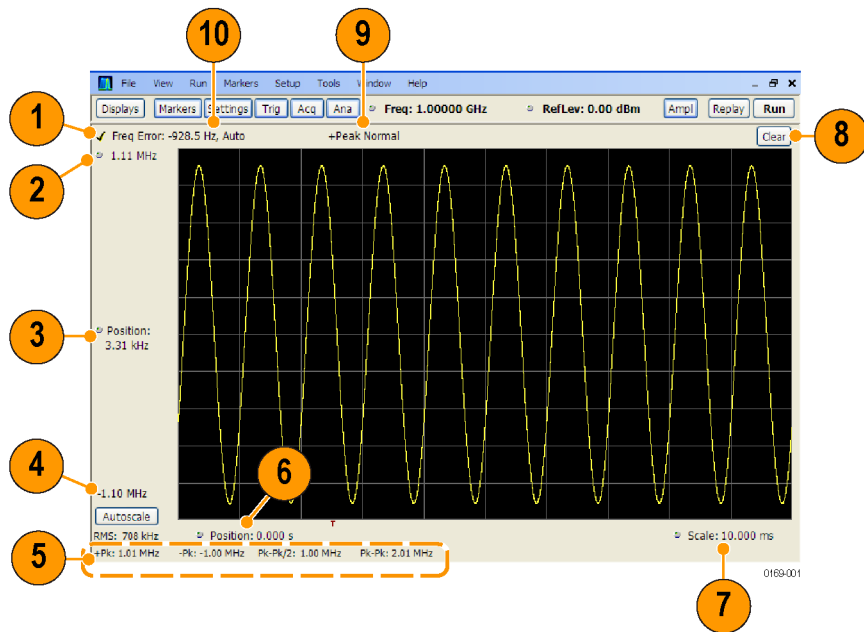 10
9
File View Run Markers Setup Tools Window Help
Displays Markers Settings Trig Acq Ana Freq: 1.00000 GHz RefLev: 0.00 dBm Ampl Replay Run
1
✓ Freq Error: -928.5 Hz, Auto +Peak Normal Clear
8
2
1.11 MHz
3
Position:
3.31 kHz
4
-1.10 MHz
6
Autoscale
T
RMS: 708 kHz Position: 0.000 s Scale: 10.000 ms
5
+Pk: 1.01 MHz -Pk: -1.00 MHz Pk-Pk/2: 1.00 MHz Pk-Pk: 2.01 MHz
7
0169-001